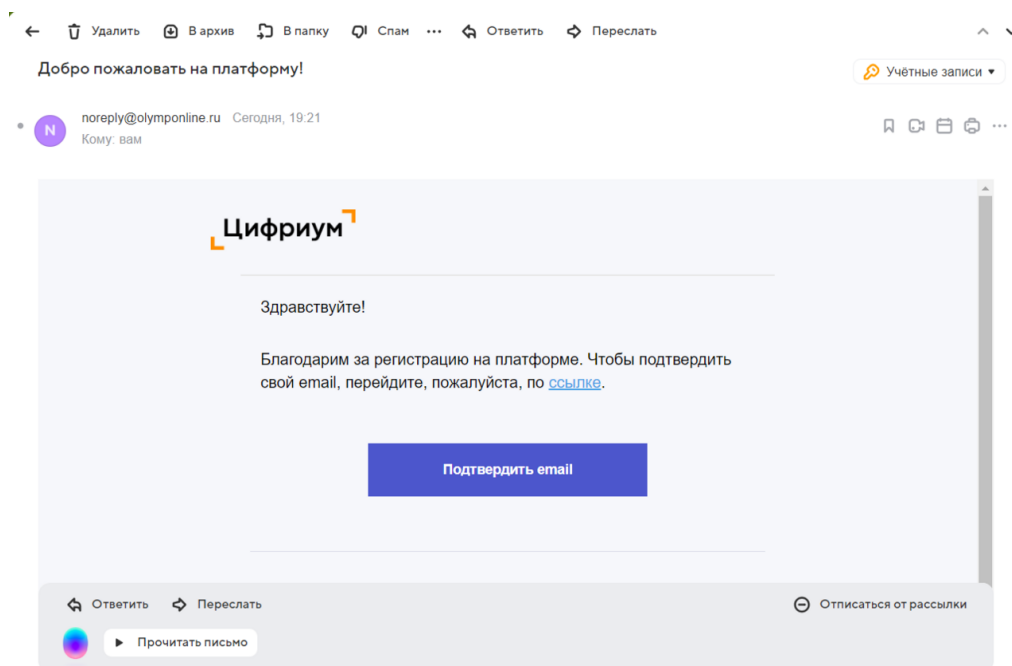 Удалить В архив В папку Спам ··· Ответить Переслать
Добро пожаловать на платформу!
Учётные записи
N
noreply@olymponline.ru Сегодня, 19:21
Кому: вам
Цифриум
Здравствуйте!
Благодарим за регистрацию на платформе. Чтобы подтвердить
свой email, перейдите, пожалуйста, по ссылке.
Подтвердить email
Ответить Переслать Отписаться от рассылки
Прочитать письмо